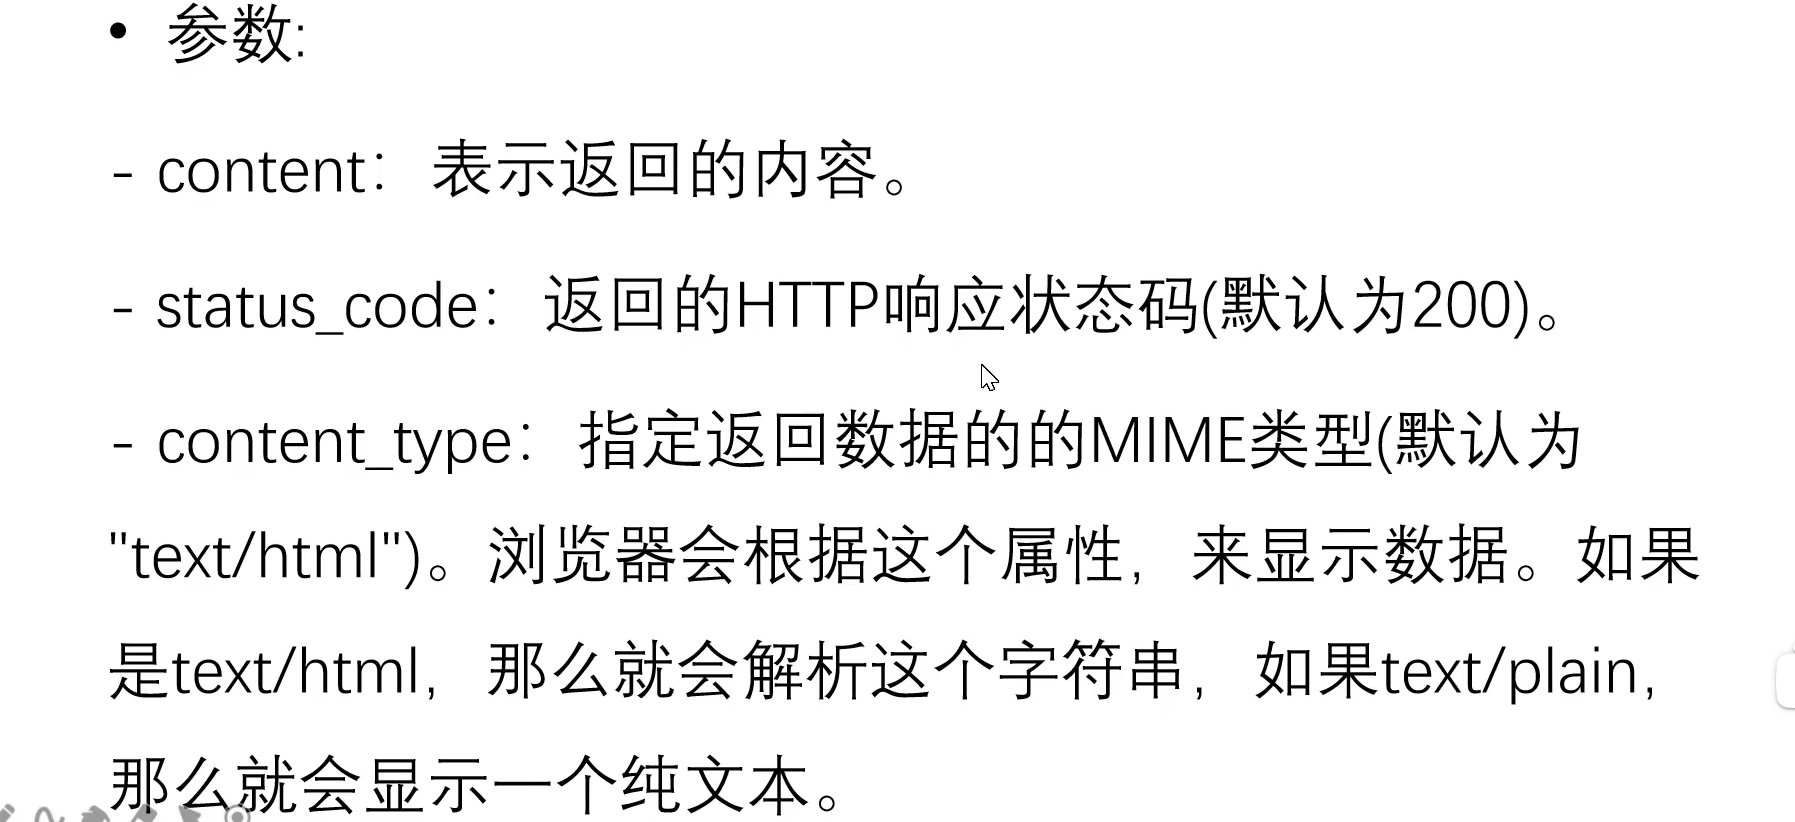 • 参数:
- content：表示返回的内容。
- status_code：返回的HTTP响应状态码(默认为200)。
- content_type：指定返回数据的的MIME类型(默认为
"text/html")。浏览器会根据这个属性，来显示数据。如果
是text/html，那么就会解析这个字符串，如果text/plain，
那么就会显示一个纯文本。